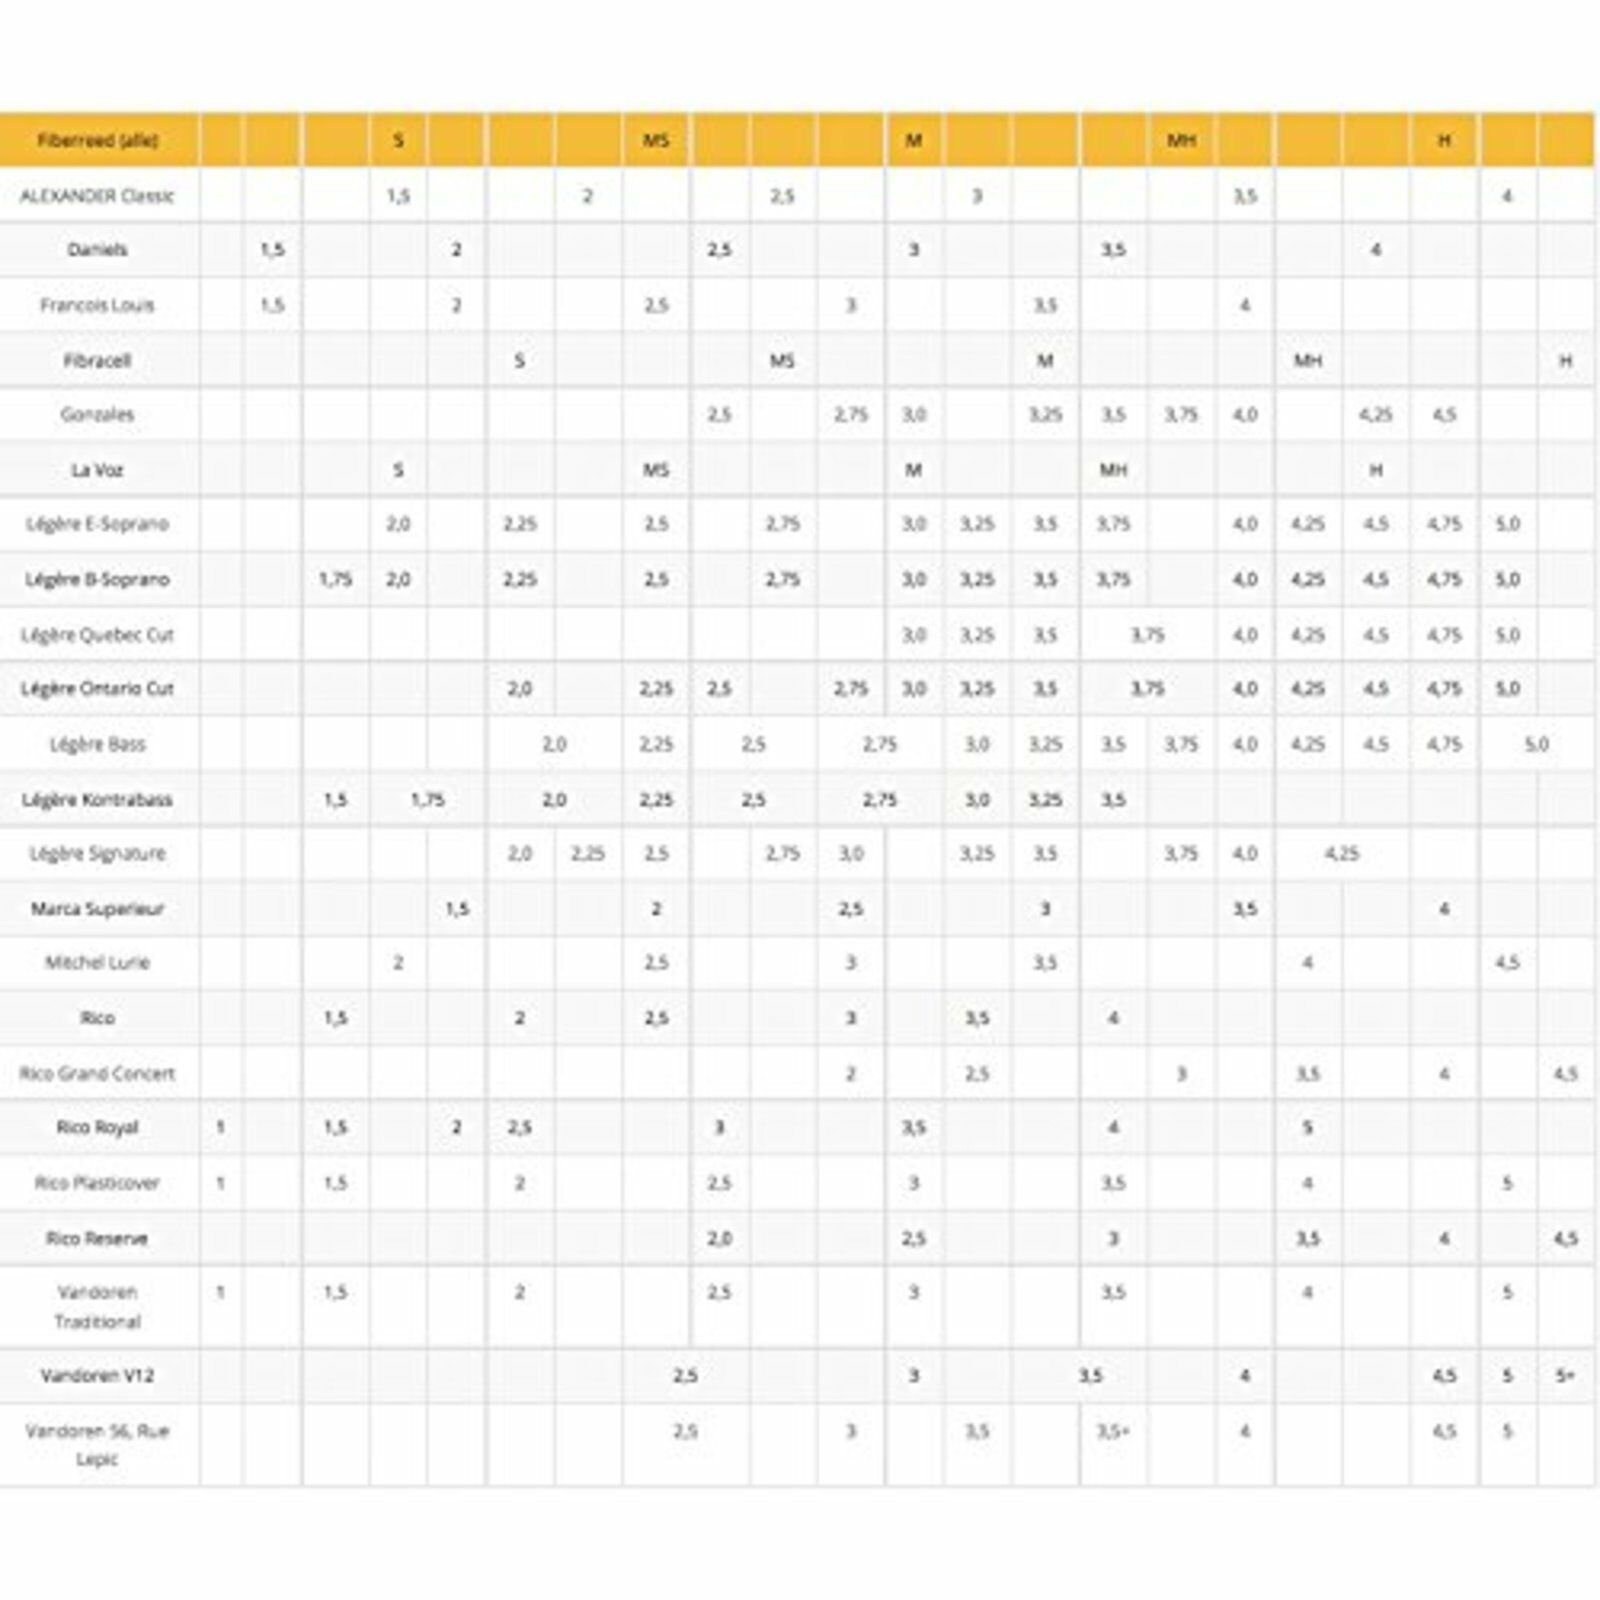 Fiberreed (alle) S MS M MH H
ALEXANDER Classic 1,5 2 2,5 3 3,5 4
Daniels 1,5 2 2,5 3 3,5 4
Francois Louis 1,5 2 2,5 3 3,5 4
Fibracell S MS M MH H
Gonzales 2,5 2,75 3,0 3,25 3,5 3,75 4,0 4,25 4,5
La Voz S MS M MH H
Légère E-Soprano 2,0 2,25 2,5 2,75 3,0 3,25 3,5 3,75 4,0 4,25 4,5 4,75 5,0
Légère B-Soprano 1,75 2,0 2,25 2,5 2,75 3,0 3,25 3,5 3,75 4,0 4,25 4,5 4,75 5,0
Légère Quebec Cut 3,0 3,25 3,5 3,75 4,0 4,25 4,5 4,75 5,0
Légère Ontario Cut 2,0 2,25 2,5 2,75 3,0 3,25 3,5 3,75 4,0 4,25 4,5 4,75 5,0
Légère Bass 2,0 2,25 2,5 2,75 3,0 3,25 3,5 3,75 4,0 4,25 4,5 4,75 5,0
Légère Kontrabass 1,5 1,75 2,0 2,25 2,5 2,75 3,0 3,25 3,5
Légère Signature 2,0 2,25 2,5 2,75 3,0 3,25 3,5 3,75 4,0 4,25
Marca Superieur 1,5 2 2,5 3 3,5 4
Mitchel Lurie 2 2,5 3 3,5 4 4,5
Rico 1,5 2 2,5 3 3,5 4
Rico Grand Concert 2 2,5 3 3,5 4 4,5
Rico Royal 1 1,5 2 2,5 3 3,5 4 5
Rico Plasticover 1 1,5 2 2,5 3 3,5 4 5
Rico Reserve 2,0 2,5 3 3,5 4 4,5
Vandoren 1 1,5 2 2,5 3 3,5 4 5
Traditional
Vandoren V12 2,5 3 3,5 4 4,5 5 5+
Vandoren 56, Rue 2,5 3 3,5 3,5+ 4 4,5 5
Lepic